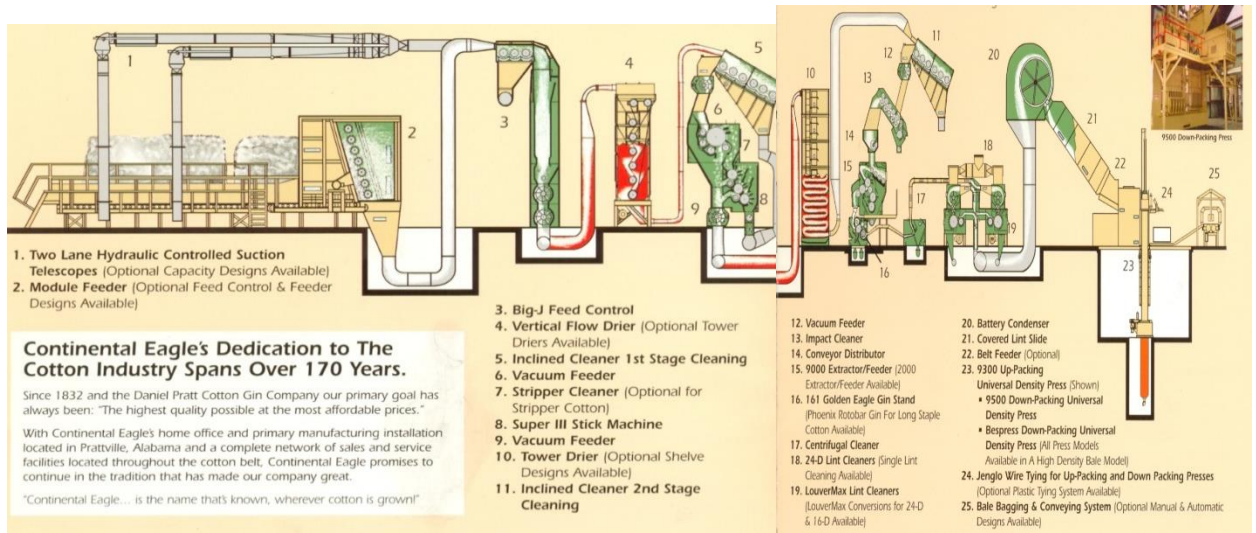 1
2
3
4
5
6
7
8
9
10
11
12
13
14
15
16
17
18
19
20
21
22
23
24
25
9500 Down-Packing Press
1. Two Lane Hydraulic Controlled Suction
Telescopes (Optional Capacity Designs Available)
2. Module Feeder (Optional Feed Control & Feeder
Designs Available)
Continental Eagle's Dedication to The
Cotton Industry Spans Over 170 Years.
Since 1832 and the Daniel Pratt Cotton Gin Company our primary goal has
always been: "The highest quality possible at the most affordable prices."
With Continental Eagle's home office and primary manufacturing installation
located in Prattville, Alabama and a complete network of sales and service
facilities located throughout the cotton belt, Continental Eagle promises to
continue in the tradition that has made our company great.
"Continental Eagle... is the name that's known, wherever cotton is grown!"
3. Big-J Feed Control
4. Vertical Flow Drier (Optional Tower
Driers Available)
5. Inclined Cleaner 1st Stage Cleaning
6. Vacuum Feeder
7. Stripper Cleaner (Optional for
Stripper Cotton)
8. Super III Stick Machine
9. Vacuum Feeder
10. Tower Drier (Optional Shelve
Designs Available)
11. Inclined Cleaner 2nd Stage
Cleaning
12. Vacuum Feeder
13. Impact Cleaner
14. Conveyor Distributor
15. 9000 Extractor/Feeder (2000
Extractor/Feeder Available)
16. 161 Golden Eagle Gin Stand
(Phoenix Rotobar Gin For Long Staple
Cotton Available)
17. Centrifugal Cleaner
18. 24-D Lint Cleaners (Single Lint
Cleaning Available)
19. LouverMax Lint Cleaners
(LouverMax Conversions for 24-D
& 16-D Available)
20. Battery Condenser
21. Covered Lint Slide
22. Belt Feeder (Optional)
23. 9300 Up-Packing
Universal Density Press (Shown)
▪ 9500 Down-Packing Universal
Density Press
▪ Bespress Down-Packing Universal
Density Press (All Press Models
Available in A High Density Bale Model)
24. Jenglo Wire Tying for Up-Packing and Down Packing Presses
(Optional Plastic Tying System Available)
25. Bale Bagging & Conveying System (Optional Manual & Automatic
Designs Available)